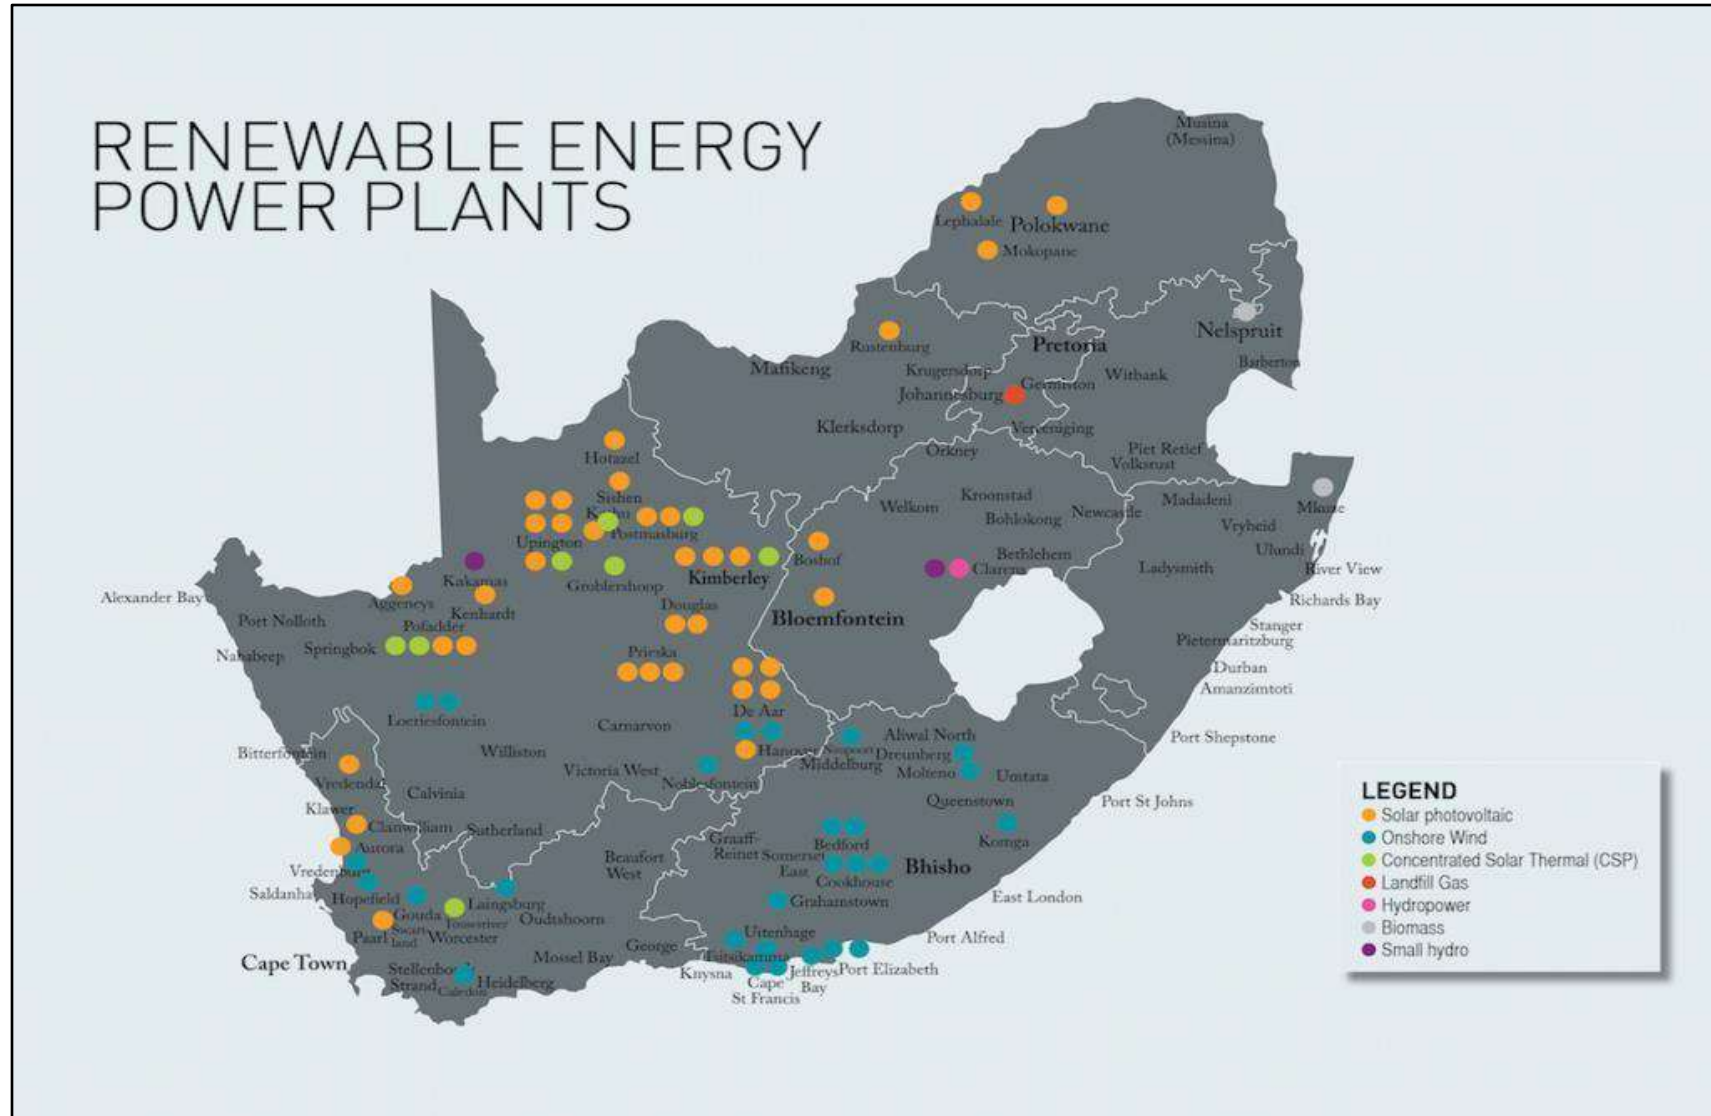 RENEWABLE ENERGY
POWER PLANTS
Musina
(Messina)
Lephalale
Polokwane
Mokopane
Nelspruit
Rustenburg
Pretoria
Mafikeng
Krugersdorp
Barberton
Witbank
Germiston
Johannesburg
Klerksdorp
Vereeniging
Orkney
Piet Retief
Volksrust
Hotazel
Sishen
Kathu
Postmasburg
Upington
Welkom
Kroonstad
Bohlokong
Newcastle
Madadeni
Mkuze
Vryheid
Ulundi
Boshof
Bethlehem
Clarens
Ladysmith
River View
Richards Bay
Kakamas
Groblershoop
Kimberley
Alexander Bay
Aggeneys
Kenhardt
Douglas
Bloemfontein
Port Nolloth
Pofadder
Stanger
Pietermaritzburg
Springbok
Nababeep
Prieska
Durban
Amanzimtoti
Loeriesfontein
Carnarvon
De Aar
Aliwal North
Port Shepstone
Bitterfontein
Williston
Hanover
Noupoort
Dreunberg
Middelburg
Molteno
Umtata
Victoria West
Noblesfontein
Vredendal
Calvinia
Queenstown
Port St Johns
Klawer
Clanwilliam
Sutherland
Graaff-
Reinet
Bedford
Komga
Aurora
Beaufort
West
Somerset
East
Cookhouse
Bhisho
Vredenburg
Saldanha
Hopefield
Laingsburg
Grahamstown
East London
Gouda
Touwsriver
Oudtshoorn
Swart
land
Paarl
Worcester
George
Uitenhage
Port Alfred
Cape Town
Mossel Bay
Tsitsikamma
Stellenbosch
Strand
Caledon
Heidelberg
Knysna
Cape
St Francis
Jeffreys
Bay
Port Elizabeth
LEGEND
Solar photovoltaic
Onshore Wind
Concentrated Solar Thermal (CSP)
Landfill Gas
Hydropower
Biomass
Small hydro